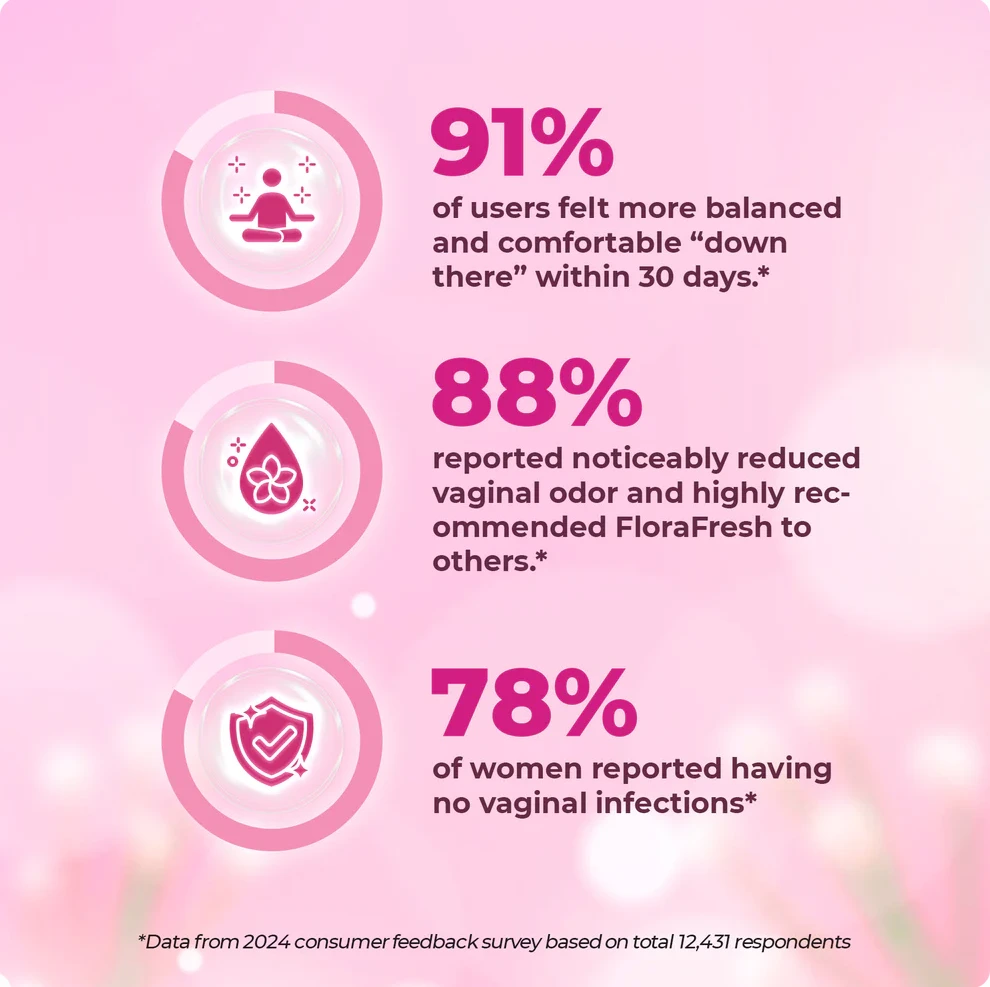 91%
of users felt more balanced
and comfortable “down
there” within 30 days.*
88%
reported noticeably reduced
vaginal odor and highly rec-
ommended FloraFresh to
others.*
78%
of women reported having
no vaginal infections*
*Data from 2024 consumer feedback survey based on total 12,431 respondents